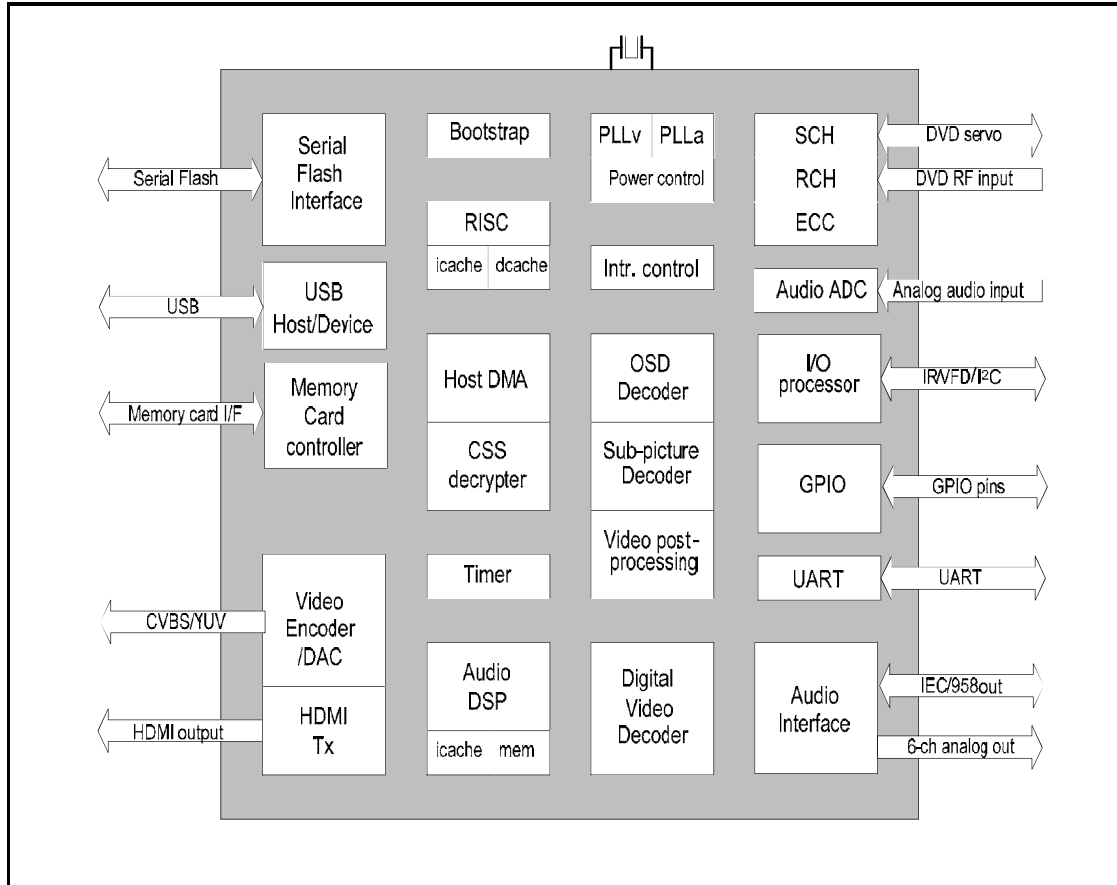 Serial Flash
USB
Memory card I/F
CVBS/YUV
HDMI output
Serial
Flash
Interface
USB
Host/Device
Memory
Card
controller
Video
Encoder
/DAC
HDMI
Tx
Bootstrap
RISC
icache dcache
Host DMA
CSS
decrypter
Timer
Audio
DSP
icache mem
PLLv PLLa
Power control
Intr. control
OSD
Decoder
Sub-picture
Decoder
Video post-
processing
Digital
Video
Decoder
SCH
RCH
ECC
Audio ADC
I/O
processor
GPIO
UART
Audio
Interface
DVD servo
DVD RF input
Analog audio input
IR/VFD/I²C
GPIO pins
UART
IEC/958out
6-ch analog out